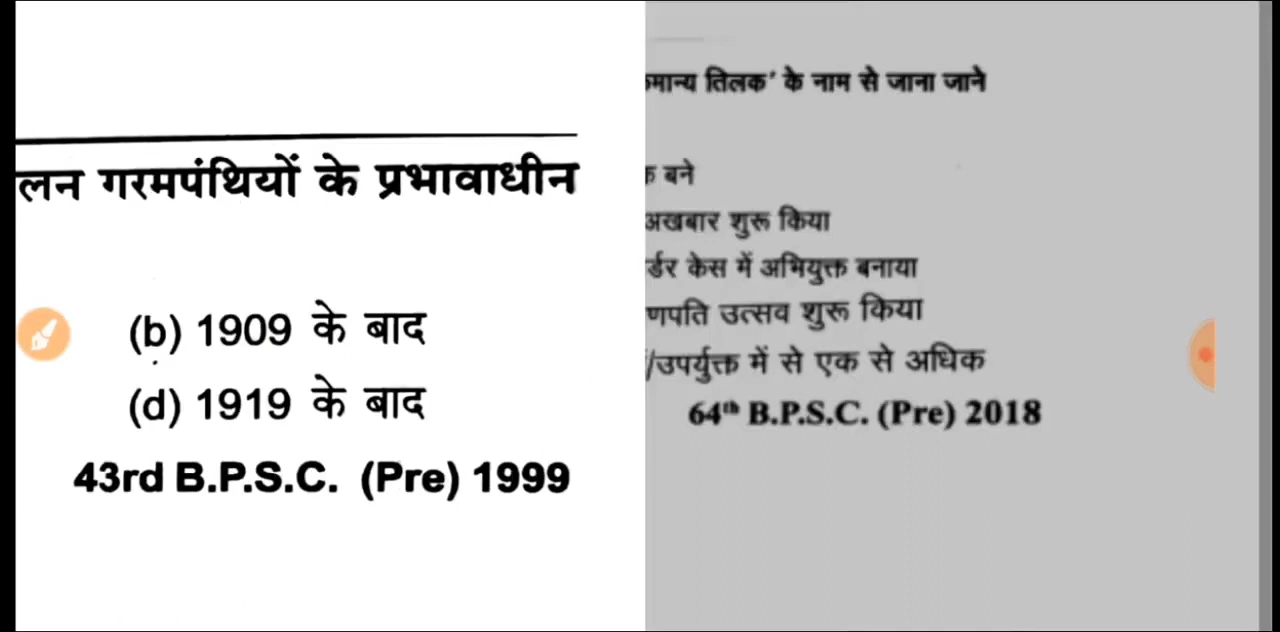 लन गरमपंथियों के प्रभावाधीन
(b) 1909 के बाद
(d) 1919 के बाद
43rd B.P.S.C. (Pre) 1999
मान्य तिलक' के नाम से जाना जाने
बने
अखबार शुरू किया
र्डर केस में अभियुक्त बनाया
णपति उत्सव शुरू किया
/उपर्युक्त में से एक से अधिक
64th B.P.S.C. (Pre) 2018